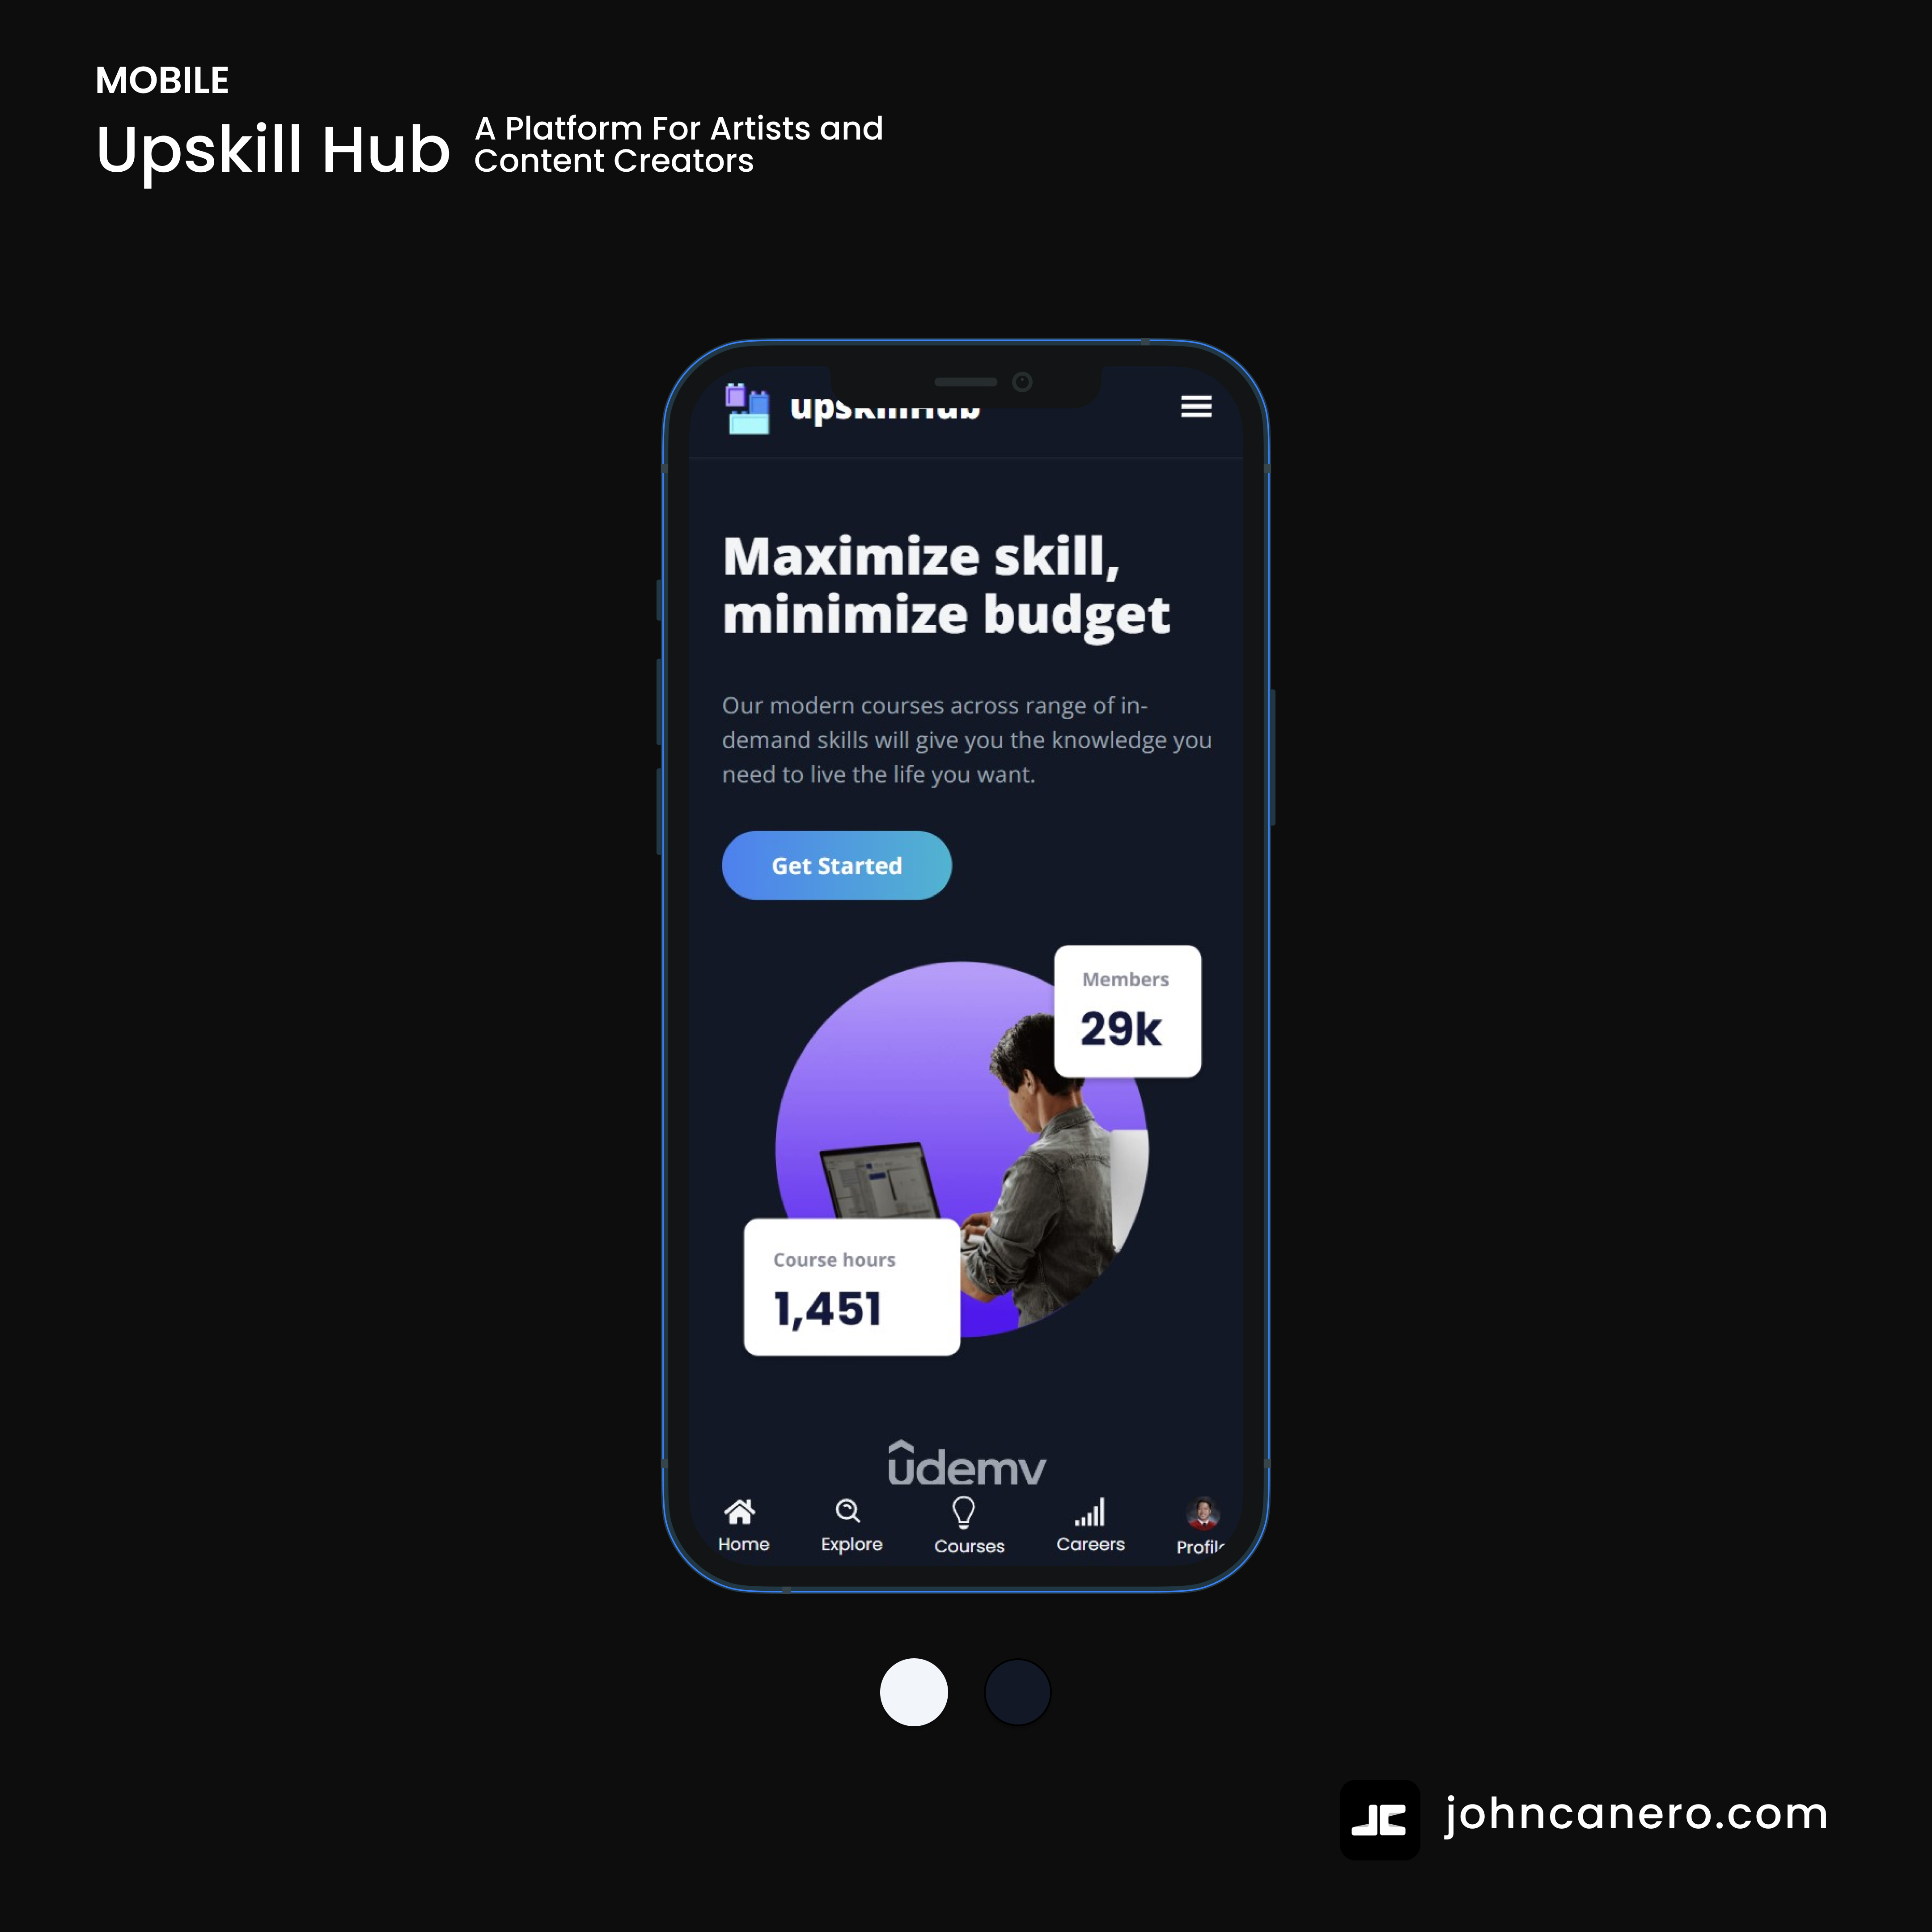 MOBILE
Upskill Hub
A Platform For Artists and
Content Creators
upskillHub
Maximize skill,
minimize budget
Our modern courses across range of in-
demand skills will give you the knowledge you
need to live the life you want.
Get Started
Members
29k
Course hours
1,451
udemy
Home
Explore
Courses
Careers
Profile
JC
johncanero.com